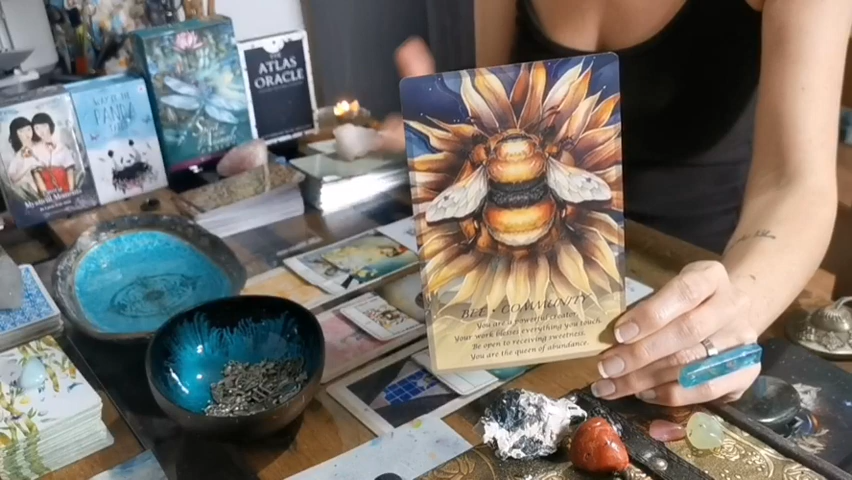 THE
ATLAS
ORACLE
PANDA
BEE • COMMUNITY
You are a powerful creator.
Your work blesses everything you touch.
Be open to receiving sweetness.
You are the queen of abundance.